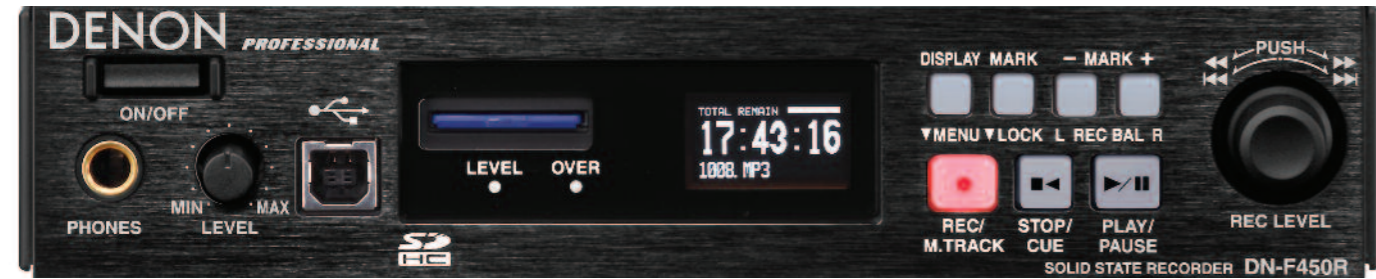 DENON PROFESSIONAL
ON/OFF
PHONES
MIN MAX
LEVEL
LEVEL OVER
TOTAL REMAIN
17:43:16
1008. MP3
SD
HC
DISPLAY MARK - MARK +
▼MENU ▼LOCK L REC BAL R
REC/
M.TRACK
STOP/
CUE
PLAY/
PAUSE
PUSH
REC LEVEL
SOLID STATE RECORDER DN-F450R